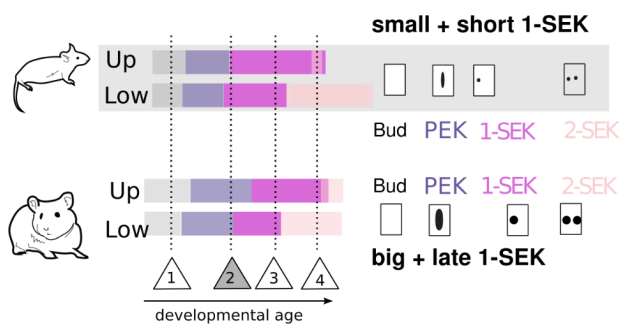 small + short 1-SEK
Up
Low
Bud PEK 1-SEK 2-SEK
Up
Low
Bud PEK 1-SEK 2-SEK
big + late 1-SEK
1 2 3 4
developmental age